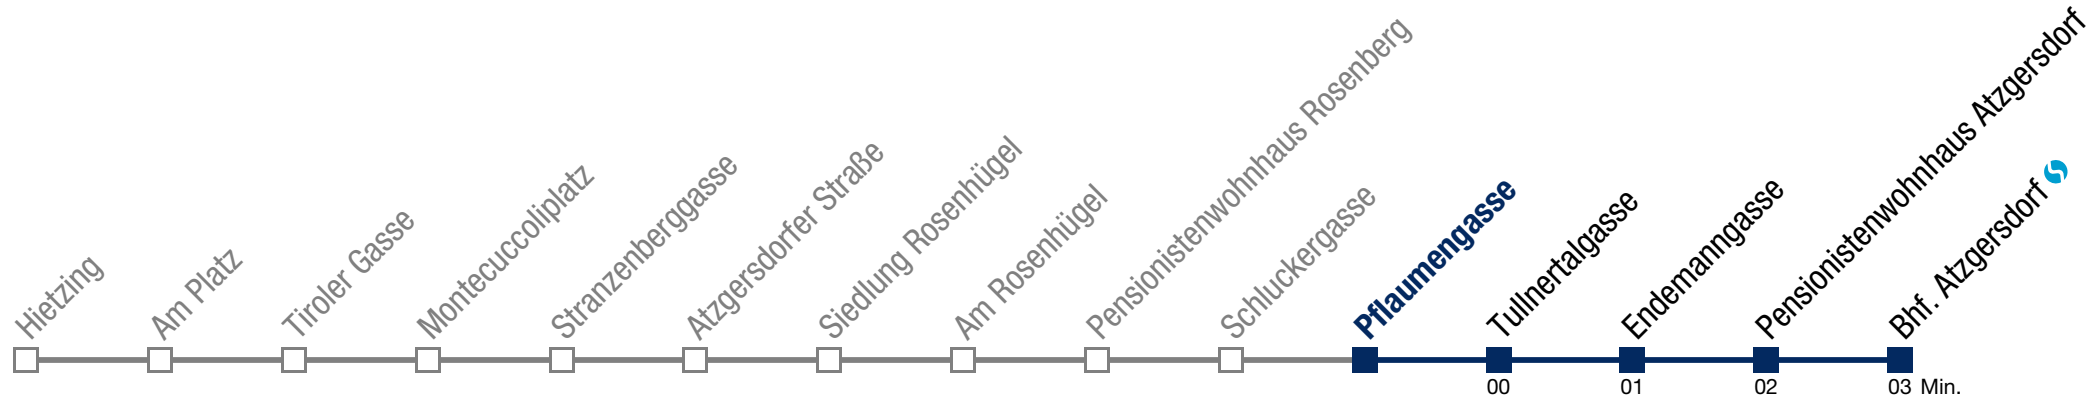 Hietzing
Am Platz
Tiroler Gasse
Montecuccoliplatz
Stranzenberggasse
Atzgersdorfer Straße
Siedlung Rosenhügel
Am Rosenhügel
Pensionistenwohnhaus Rosenberg
Schluckergasse
Pflaumengasse
Tullnertalgasse
Endemanngasse
Pensionistenwohnhaus Atzgersdorf
Bhf. Atzgersdorf
00 01 02 03 Min.